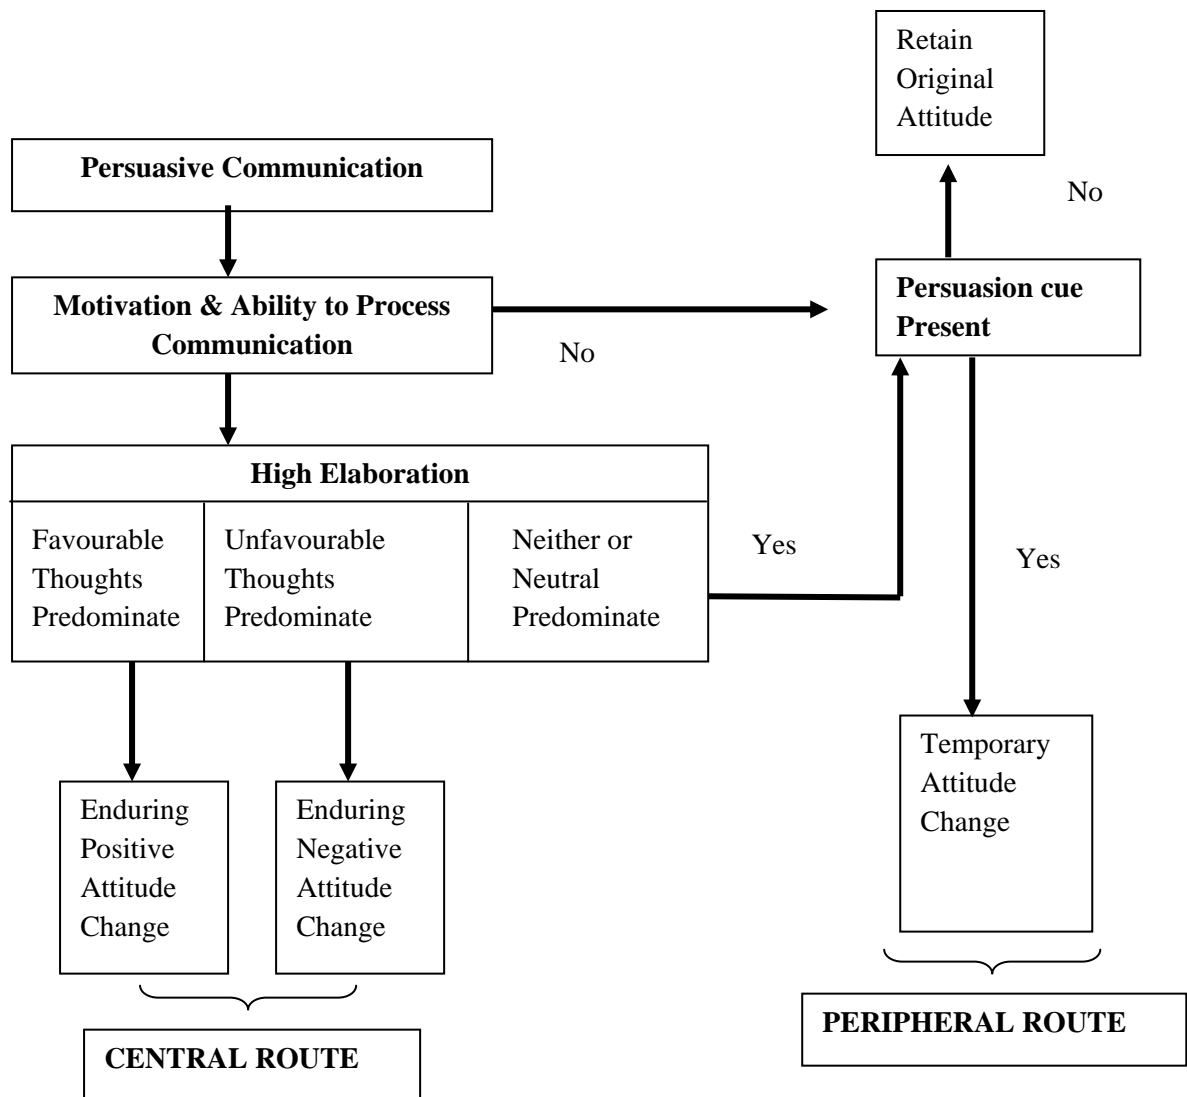 Retain
Original
Attitude
Persuasive Communication
No
Motivation & Ability to Process
Communication
No
Persuasion cue
Present
High Elaboration
Favourable
Thoughts
Predominate
Unfavourable
Thoughts
Predominate
Neither or
Neutral
Predominate
Yes
Yes
Enduring
Positive
Attitude
Change
Enduring
Negative
Attitude
Change
Temporary
Attitude
Change
CENTRAL ROUTE
PERIPHERAL ROUTE